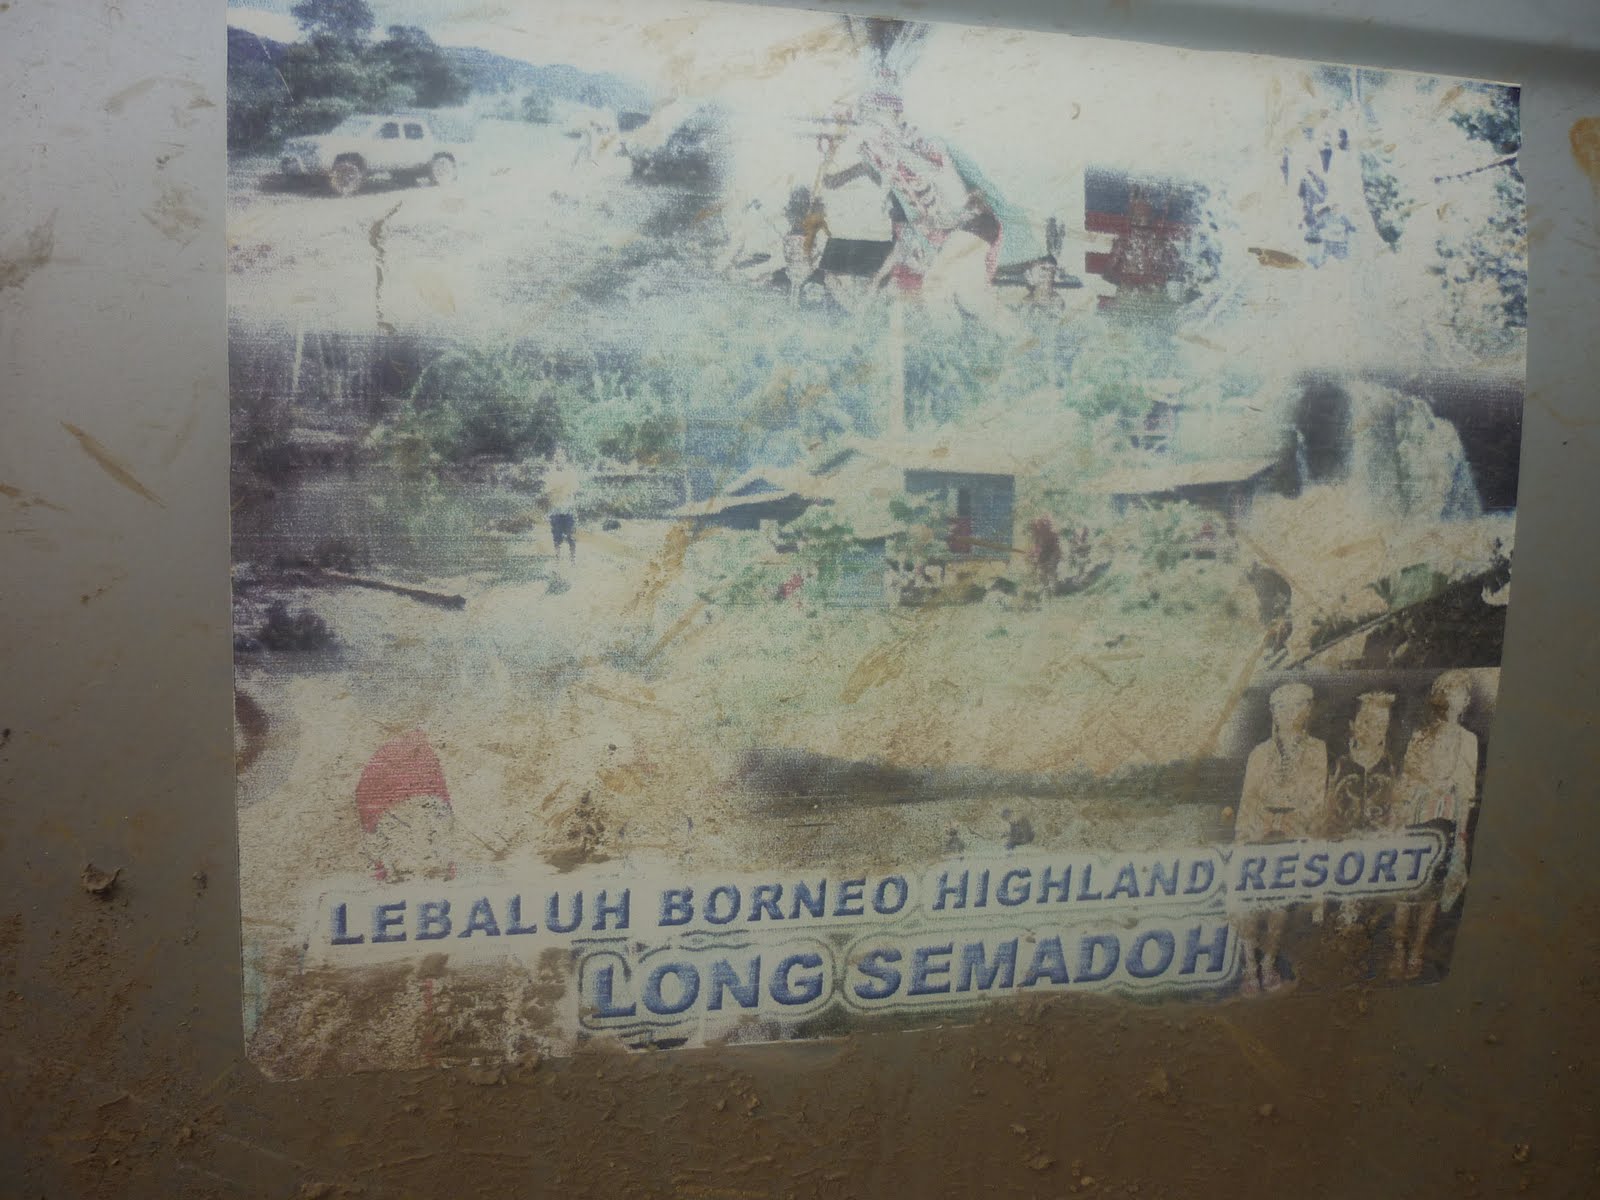 LEBALUH BORNEO HIGHLAND RESORT
LONG SEMADOH